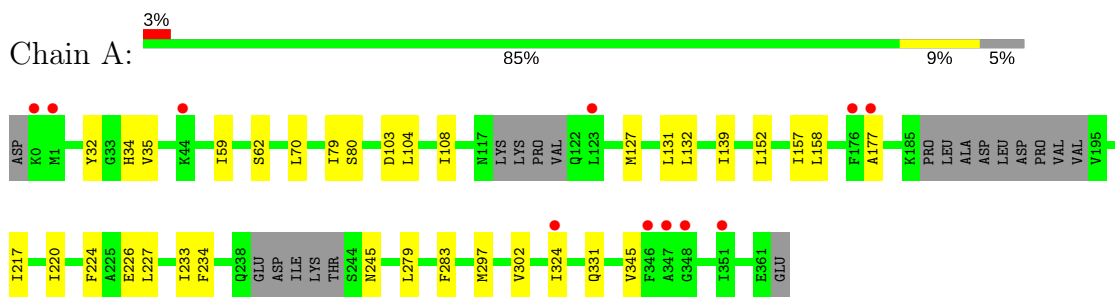 3%
Chain A:
85% 9% 5%
ASP K0 M1 Y32 G33 H34 V35 K44 I59 S62 L70 I79 S80 D103 L104 I108 N117 LYS LYS PRO VAL Q122 L123 M127 L131 L132 I139 L152 I157 L158 F176 A177 K185 PRO LEU ALA ASP LEU ASP PRO VAL VAL V195
I217 I220 F224 A225 E226 L227 I233 F234 Q238 GLU ASP ILE LYS THR S244 N245 L279 F283 M297 V302 I324 Q331 V345 F346 A347 G348 I351 E361 GLU